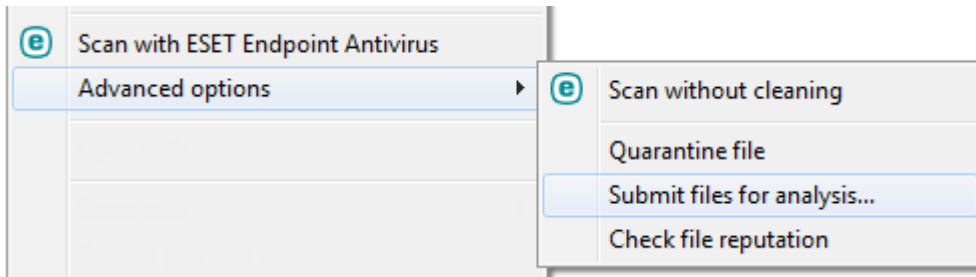 Scan with ESET Endpoint Antivirus
Advanced options
Scan without cleaning
Quarantine file
Submit files for analysis...
Check file reputation